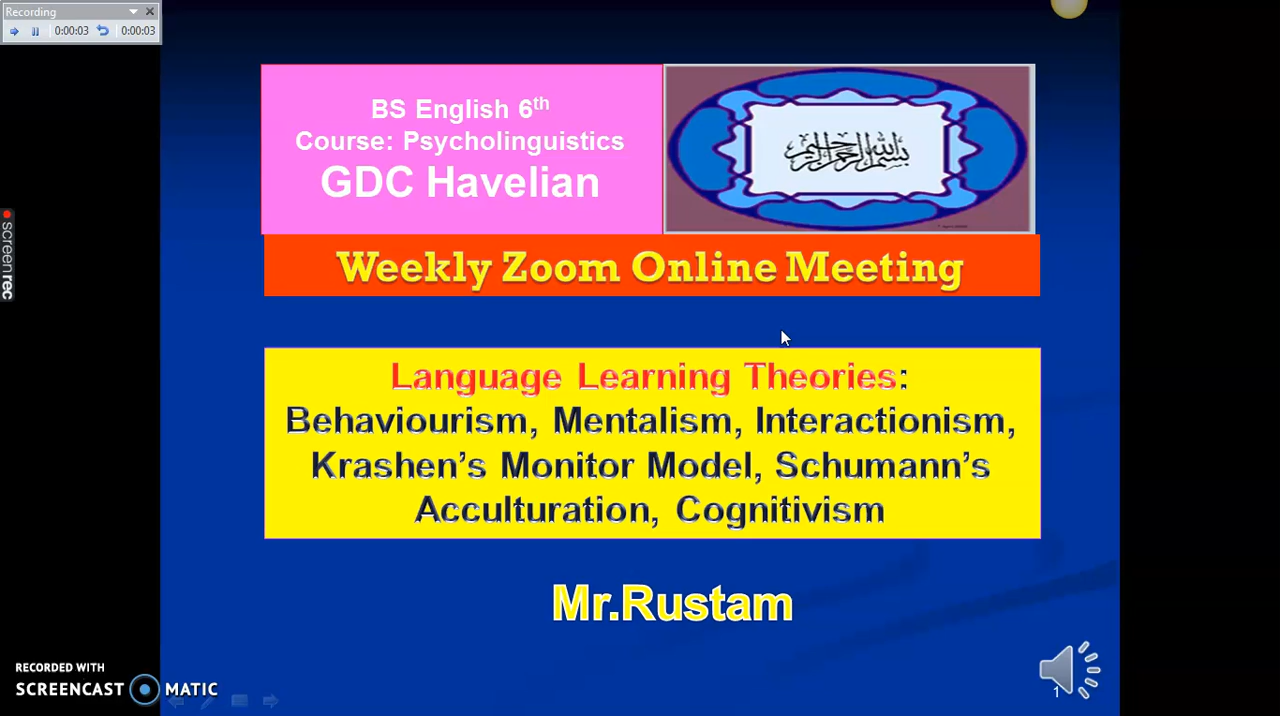 Recording
0:00:03
0:00:03
BS English 6th
Course: Psycholinguistics
GDC Havelian
بسم الله الرحمن الرحيم
Weekly Zoom Online Meeting
screenrec
Language Learning Theories:
Behaviourism, Mentalism, Interactionism,
Krashen’s Monitor Model, Schumann’s
Acculturation, Cognitivism
Mr.Rustam
RECORDED WITH
SCREENCAST MATIC
1